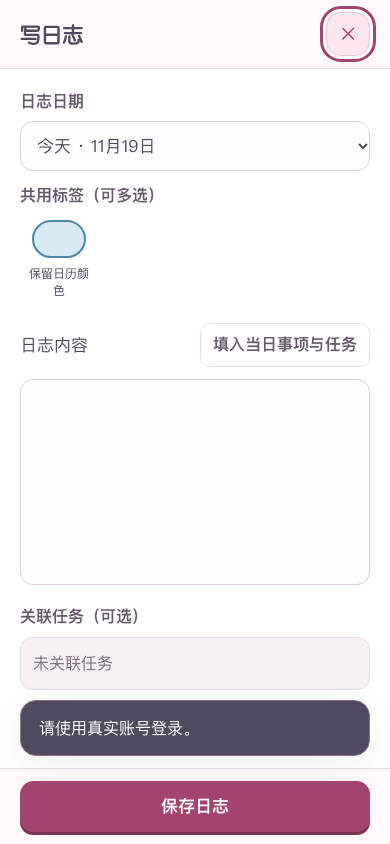 写日志
日志日期
今天 · 11月19日
共用标签（可多选）
保留日历颜
色
日志内容
填入当日事项与任务
关联任务（可选）
未关联任务
请使用真实账号登录。
保存日志